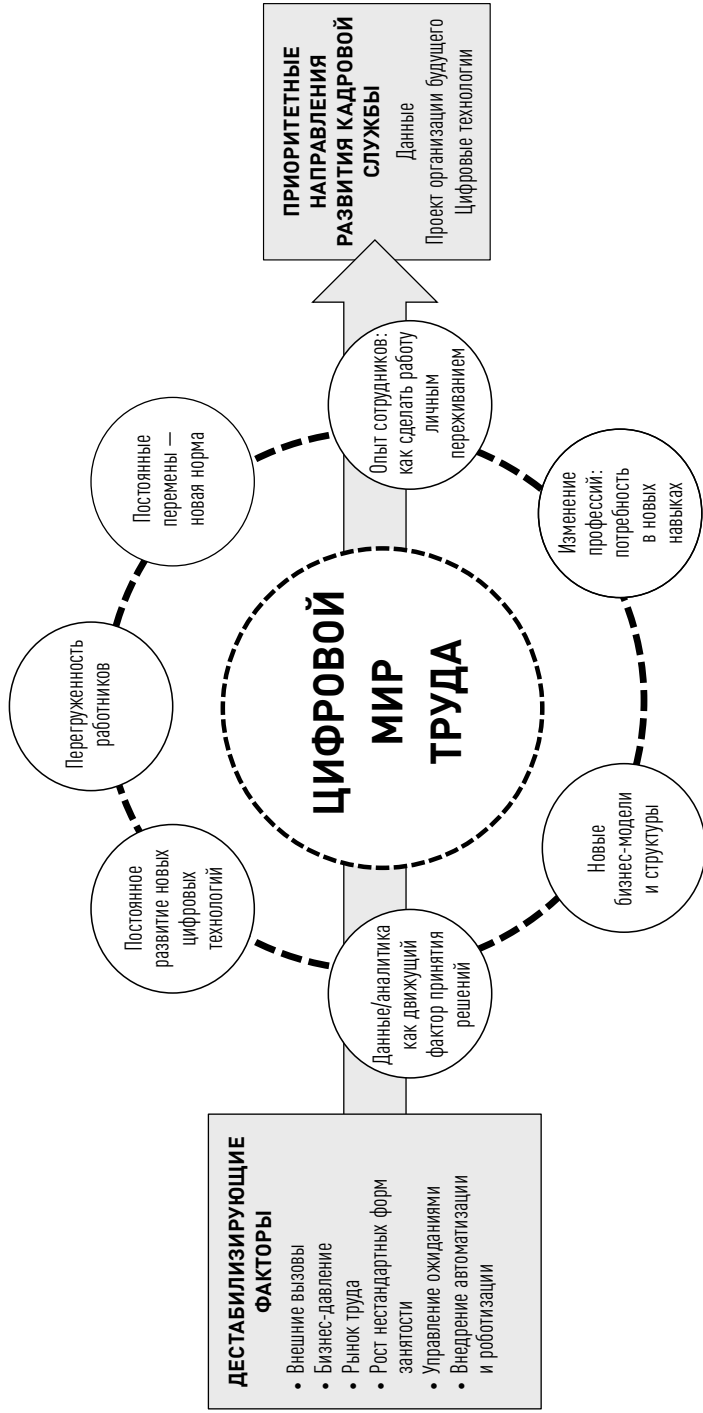 ДЕСТАБИЛИЗИРУЮЩИЕ
ФАКТОРЫ
• Внешние вызовы
• Бизнес-давление
• Рынок труда
• Рост нестандартных форм
занятости
• Управление ожиданиями
• Внедрение автоматизации
и роботизации
Данные/аналитика
как движущий
фактор принятия
решений
Постоянное
развитие новых
цифровых
технологий
Перегруженность
работников
Постоянные
перемены —
новая норма
Опыт сотрудников:
как сделать работу
личным
переживанием
Изменение
профессий:
потребность
в новых
навыках
Новые
бизнес-модели
и структуры
ЦИФРОВОЙ
МИР
ТРУДА
ПРИОРИТЕТНЫЕ
НАПРАВЛЕНИЯ
РАЗВИТИЯ КАДРОВОЙ
СЛУЖБЫ
Данные
Проект организации будущего
Цифровые технологии